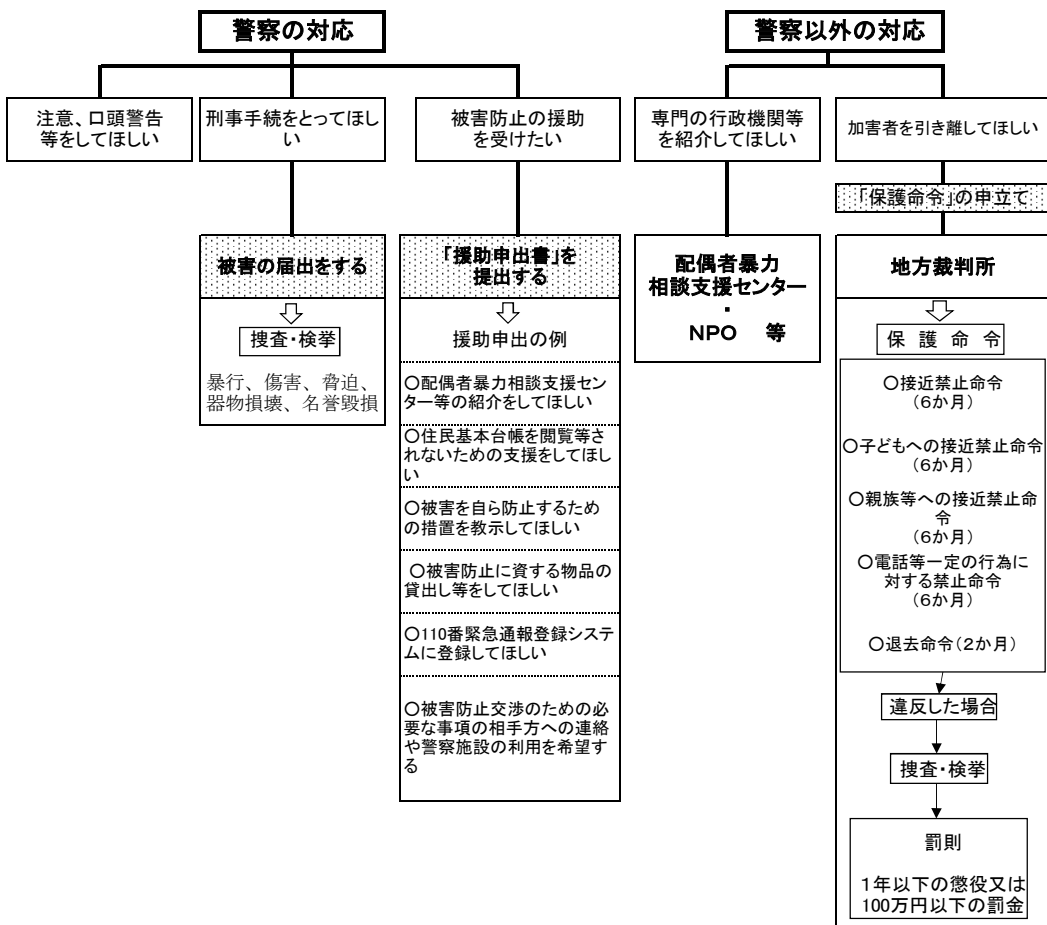 警察の対応
警察以外の対応
注意、口頭警告
等をしてほしい
刑事手続をとってほし
い
被害防止の援助
を受けたい
専門の行政機関等
を紹介してほしい
加害者を引き離してほしい
「保護命令」の申立て
被害の届出をする
捜査・検挙
暴行、傷害、脅迫、
器物損壊、名誉毀損
「援助申出書」を
提出する
援助申出の例
○配偶者暴力相談支援セン
ター等の紹介をしてほしい
○住民基本台帳を閲覧等さ
れないための支援をしてほし
い
○被害を自ら防止するため
の措置を教示してほしい
○被害防止に資する物品の
貸出し等をしてほしい
○110番緊急通報登録システ
ムに登録してほしい
○被害防止交渉のための必
要な事項の相手方への連絡
や警察施設の利用を希望す
る
配偶者暴力
相談支援センター
・
NPO 等
地方裁判所
保護命令
○接近禁止命令
(6か月)
○子どもへの接近禁止命令
(6か月)
○親族等への接近禁止命
令
(6か月)
○電話等一定の行為に
対する禁止命令
(6か月)
○退去命令(2か月)
違反した場合
捜査・検挙
罰則
1年以下の懲役又は
100万円以下の罰金